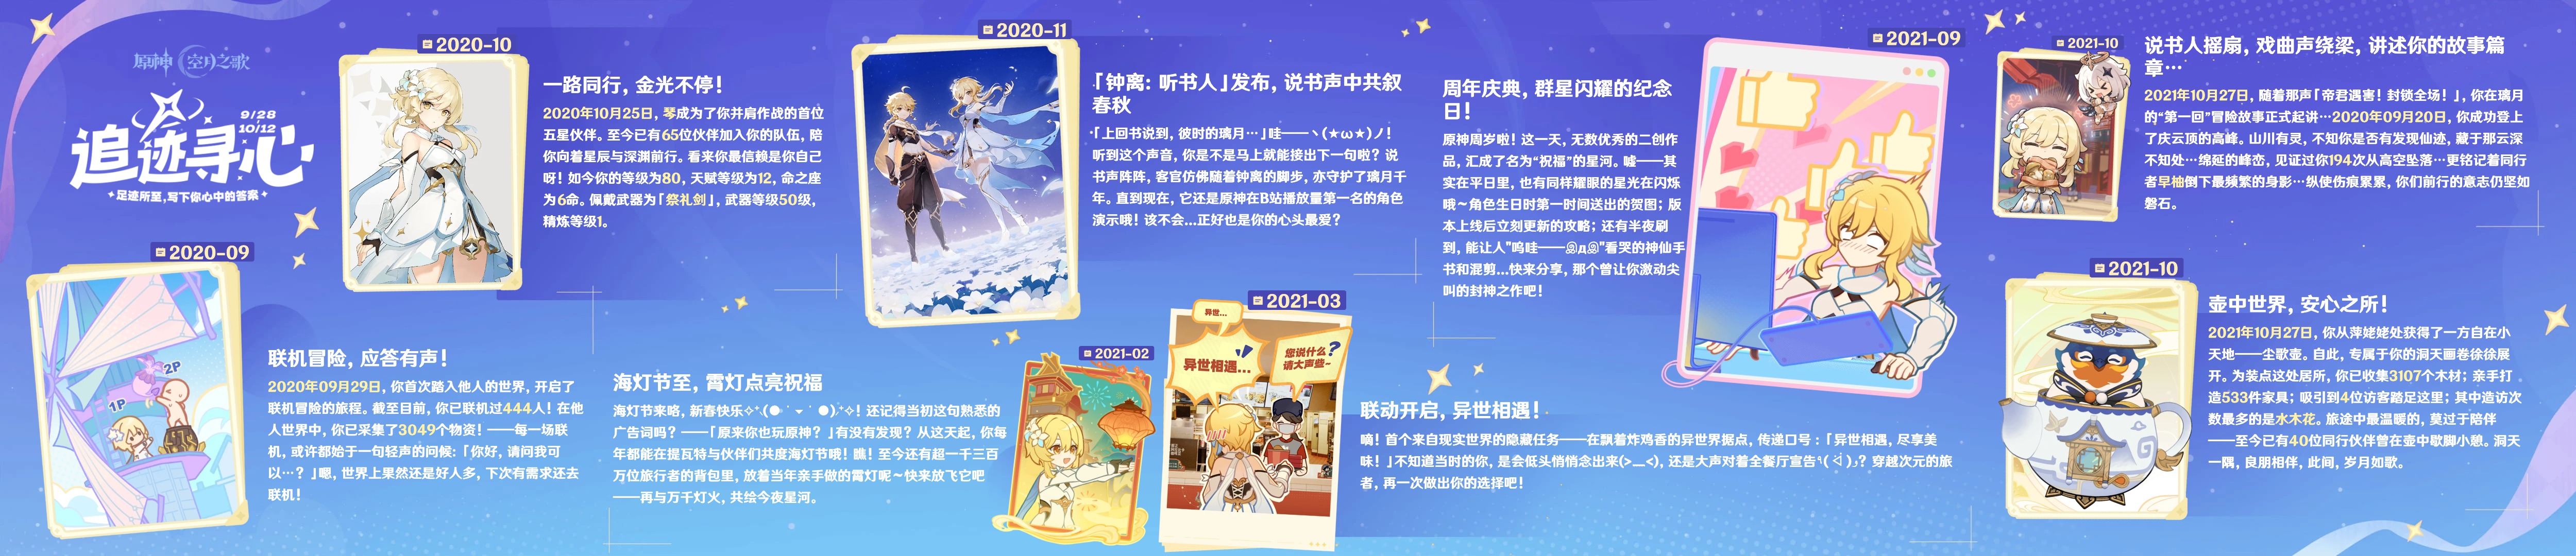 原神 空月之歌
追迹寻心
9/28
10/12
足迹所至,写下你心中的答案
2020-09
1P
2P
联机冒险, 应答有声!
2020年09月29日, 你首次踏入他人的世界, 开启了
联机冒险的旅程。截至目前, 你已联机过444人! 在他
人世界中, 你已采集了3049个物资! ——每一场联
机, 或许都始于一句轻声的问候:「你好, 请问我可
以…? 」嗯, 世界上果然还是好人多, 下次有需求还去
联机!
2020-10
一路同行, 金光不停!
2020年10月25日, 琴成为了你并肩作战的首位
五星伙伴。至今已有65位伙伴加入你的队伍, 陪
你向着星辰与深渊前行。看来你最信赖是你自己
呀! 如今你的等级为80, 天赋等级为12, 命之座
为6命。佩戴武器为「祭礼剑」, 武器等级50级,
精炼等级1。
2020-11
「钟离: 听书人」发布, 说书声中共叙
春秋
「上回书说到, 彼时的璃月…」哇——ヽ(★ω★)ノ!
听到这个声音, 你是不是马上就能接出下一句啦? 说
书声阵阵, 客官仿佛随着钟离的脚步, 亦守护了璃月千
年。直到现在, 它还是原神在B站播放量第一名的角色
演示哦! 该不会...正好也是你的心头最爱?
2021-02
海灯节至, 霄灯点亮祝福
海灯节来咯, 新春快乐✧*.(●˙▾˙●).*✧! 还记得当初这句熟悉的
广告词吗? ——「原来你也玩原神? 」有没有发现? 从这天起, 你每
年都能在提瓦特与伙伴们共度海灯节哦! 瞧! 至今还有超一千三百
万位旅行者的背包里, 放着当年亲手做的霄灯呢~快来放飞它吧
——再与万千灯火, 共绘今夜星河。
2021-03
异世...
异世相遇...
您说什么?
请大声些~
联动开启, 异世相遇!
嘀! 首个来自现实世界的隐藏任务——在飘着炸鸡香的异世界据点, 传递口号:「异世相遇, 尽享美
味! 」不知道当时的你, 是会低头悄悄念出来(>﹏<), 还是大声对着全餐厅宣告٩( ᐛ )و? 穿越次元的旅
者, 再一次做出你的选择吧!
2021-09
周年庆典, 群星闪耀的纪念
日!
原神周岁啦! 这一天, 无数优秀的二创作
品, 汇成了名为“祝福”的星河。嘘——其
实在平日里, 也有同样耀眼的星光在闪烁
哦~角色生日时第一时间送出的贺图; 版
本上线后立刻更新的攻略; 还有半夜刷
到, 能让人"呜哇——இдஇ"看哭的神仙手
书和混剪...快来分享, 那个曾让你激动尖
叫的封神之作吧!
2021-10
说书人摇扇, 戏曲声绕梁, 讲述你的故事篇
章…
2021年10月27日, 随着那声「帝君遇害! 封锁全场! 」, 你在璃月
的“第一回”冒险故事正式起讲…2020年09月20日, 你成功登上
了庆云顶的高峰。山川有灵, 不知你是否有发现仙迹, 藏于那云深
不知处…绵延的峰峦, 见证过你194次从高空坠落…更铭记着同行
者早柚倒下最频繁的身影…纵使伤痕累累, 你们前行的意志仍坚如
磐石。
2021-10
壶中世界, 安心之所!
2021年10月27日, 你从萍姥姥处获得了一方自在小
天地——尘歌壶。自此, 专属于你的洞天画卷徐徐展
开。为装点这处居所, 你已收集3107个木材; 亲手打
造533件家具; 吸引到4位访客踏足这里; 其中造访次
数最多的是水木花。旅途中最温暖的, 莫过于陪伴
——至今已有40位同行伙伴曾在壶中歇脚小憩。洞天
一隅, 良朋相伴, 此间, 岁月如歌。